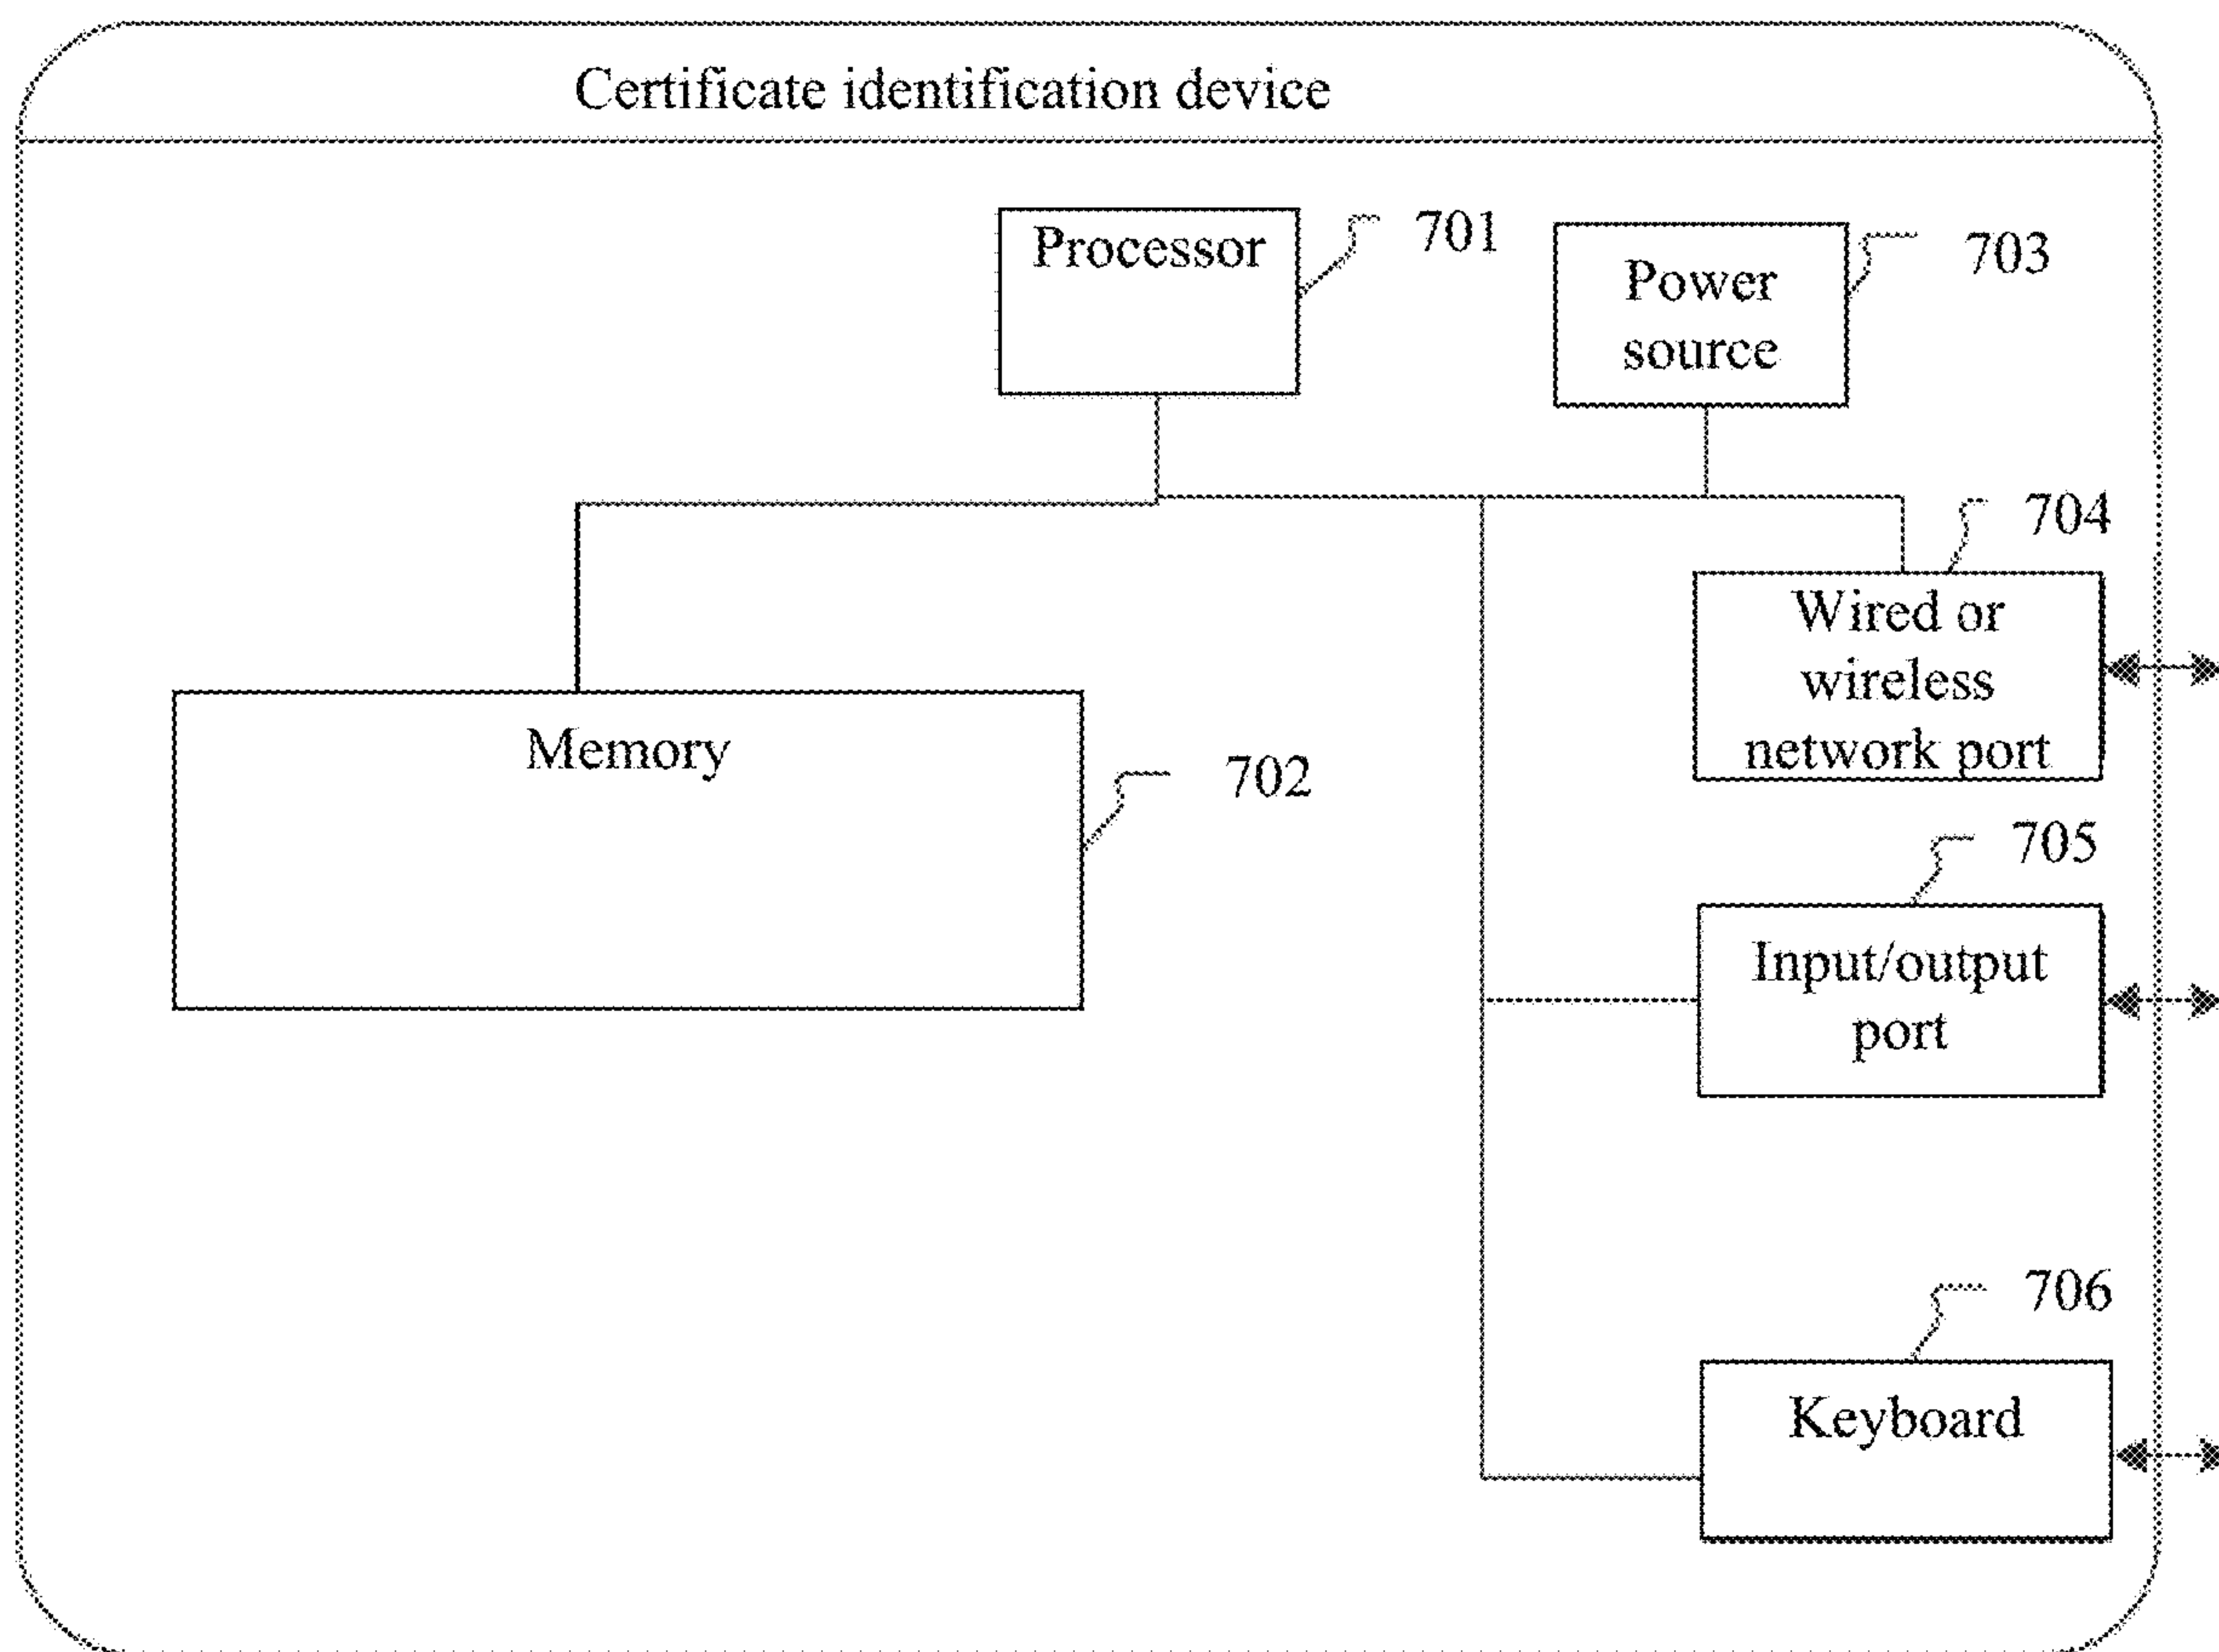 Certificate identification device
Processor
701
Power
source
703
704
Wired or
wireless
network port
Memory
702
705
Input/output
port
706
Keyboard